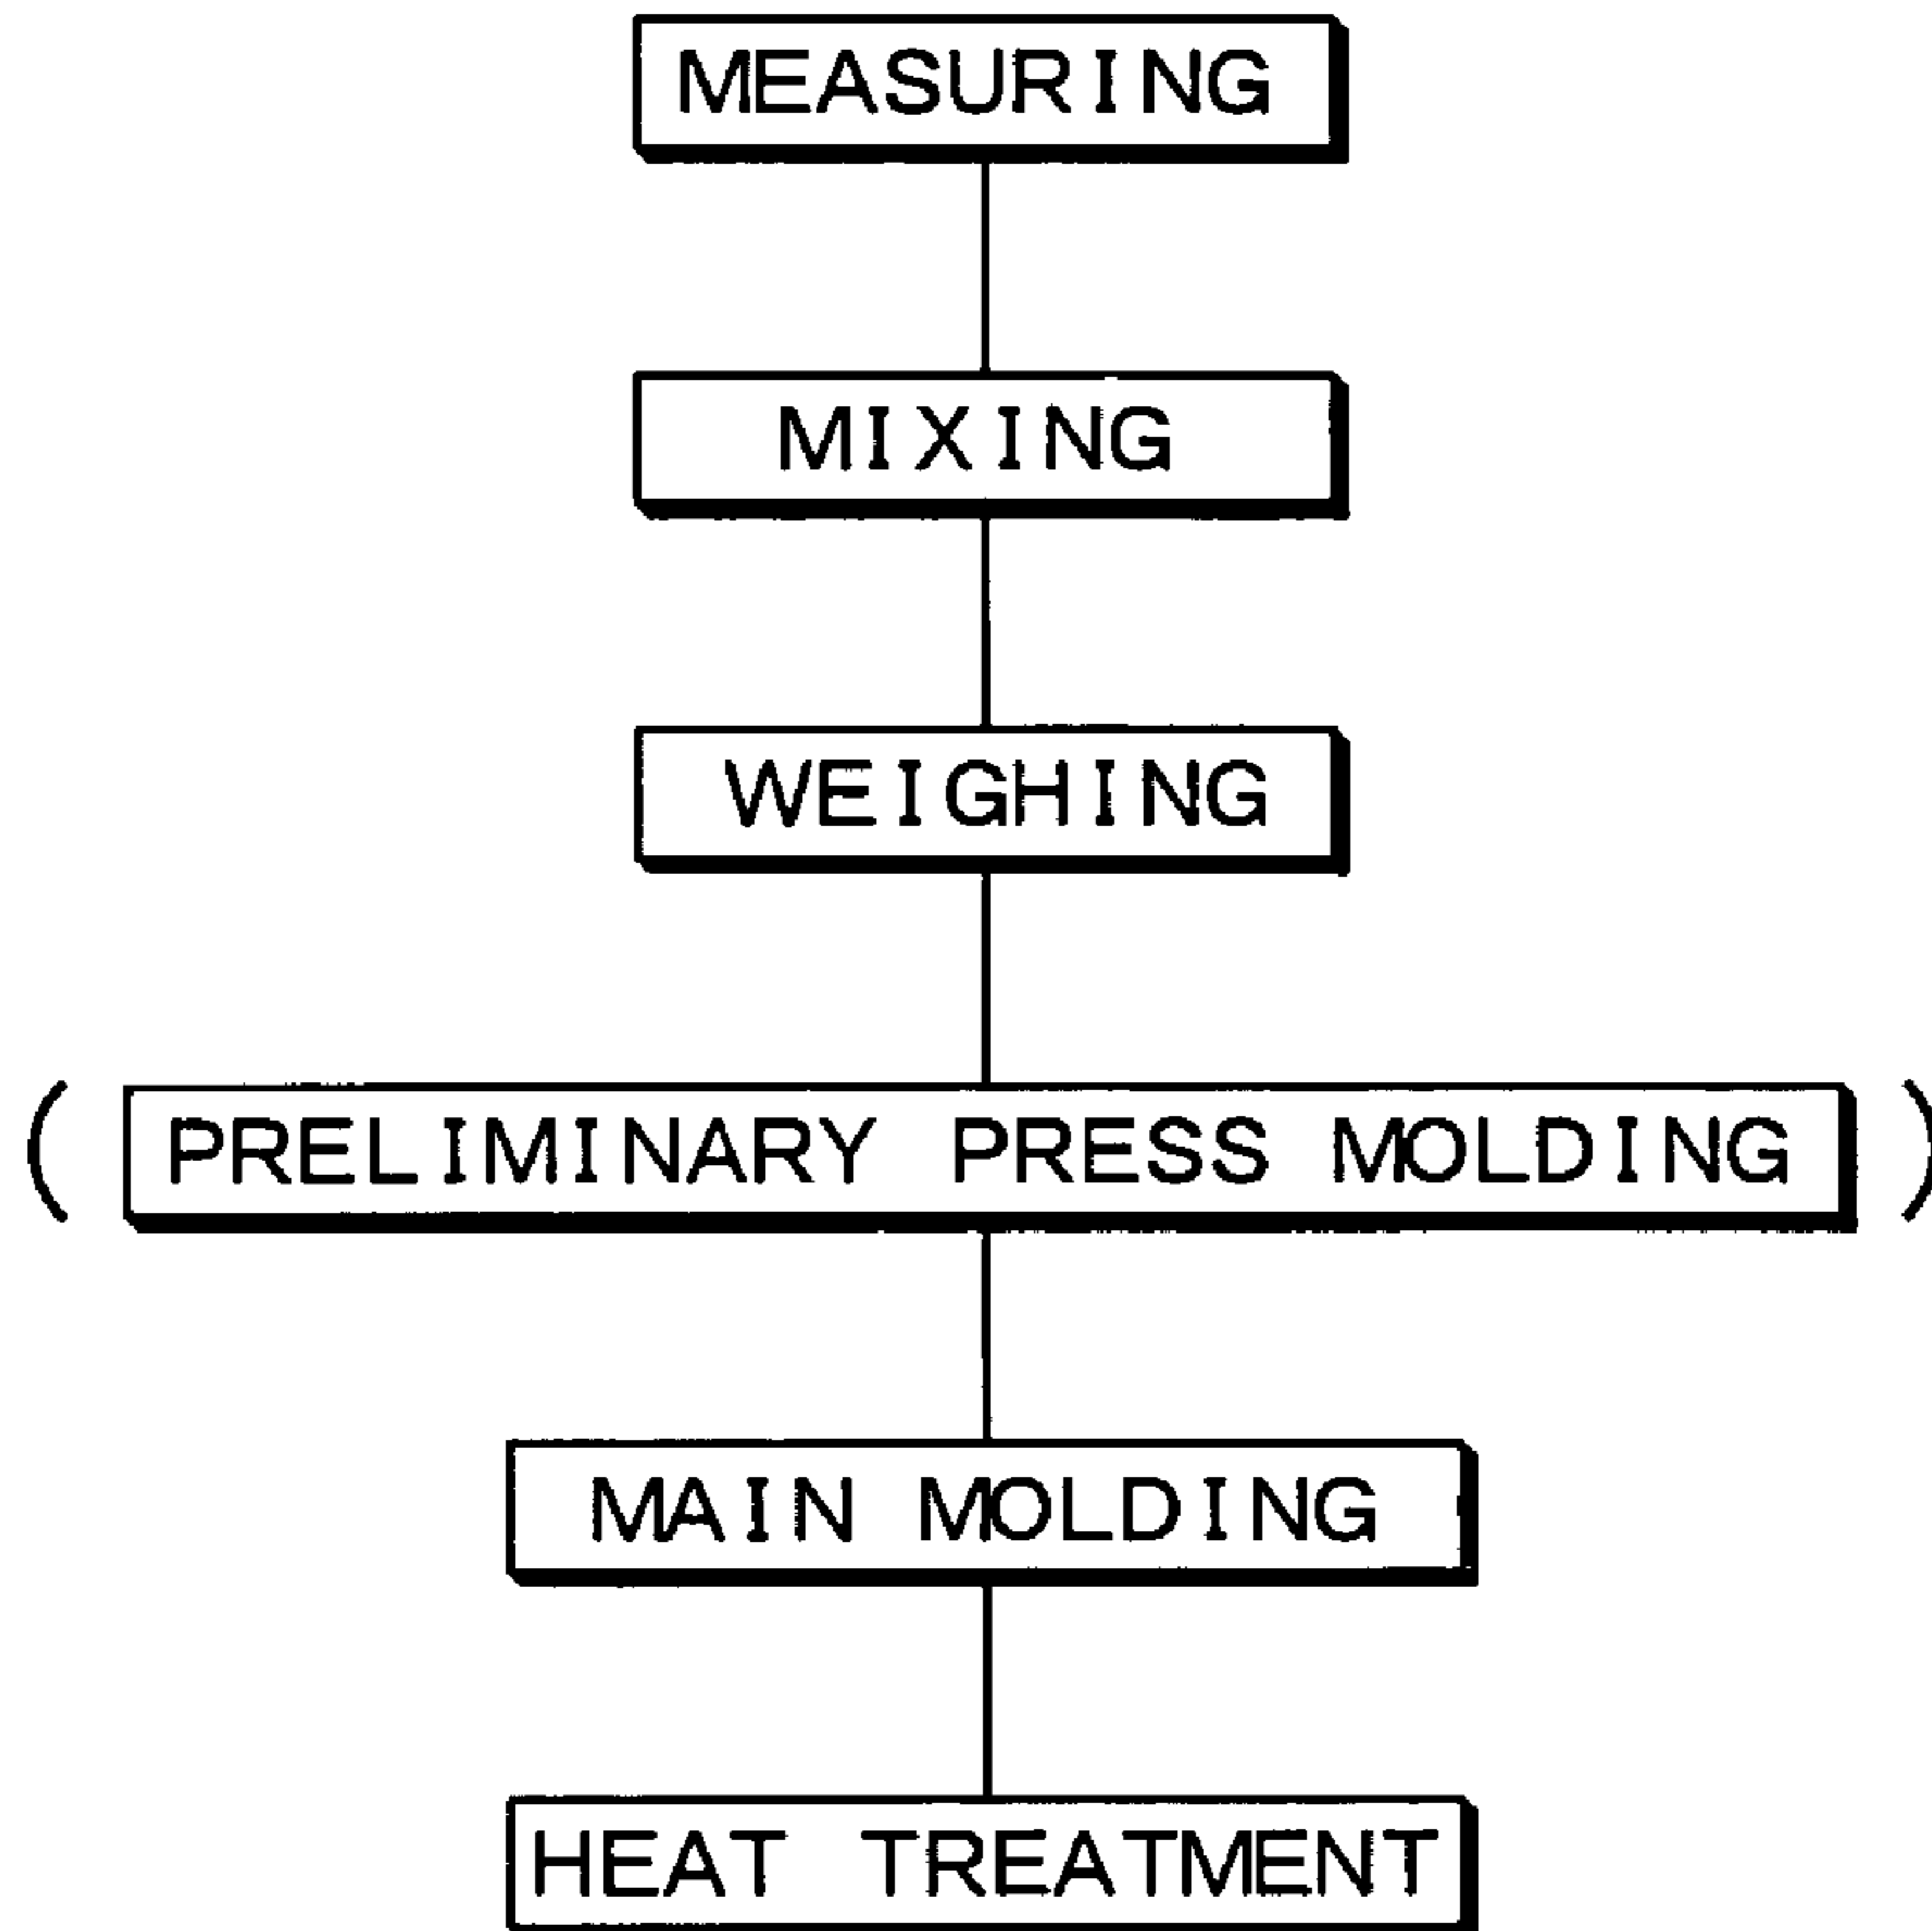 MEASURING
MIXING
WEIGHING
( PRELIMINARY PRESS MOLDING )
MAIN MOLDING
HEAT TREATMENT